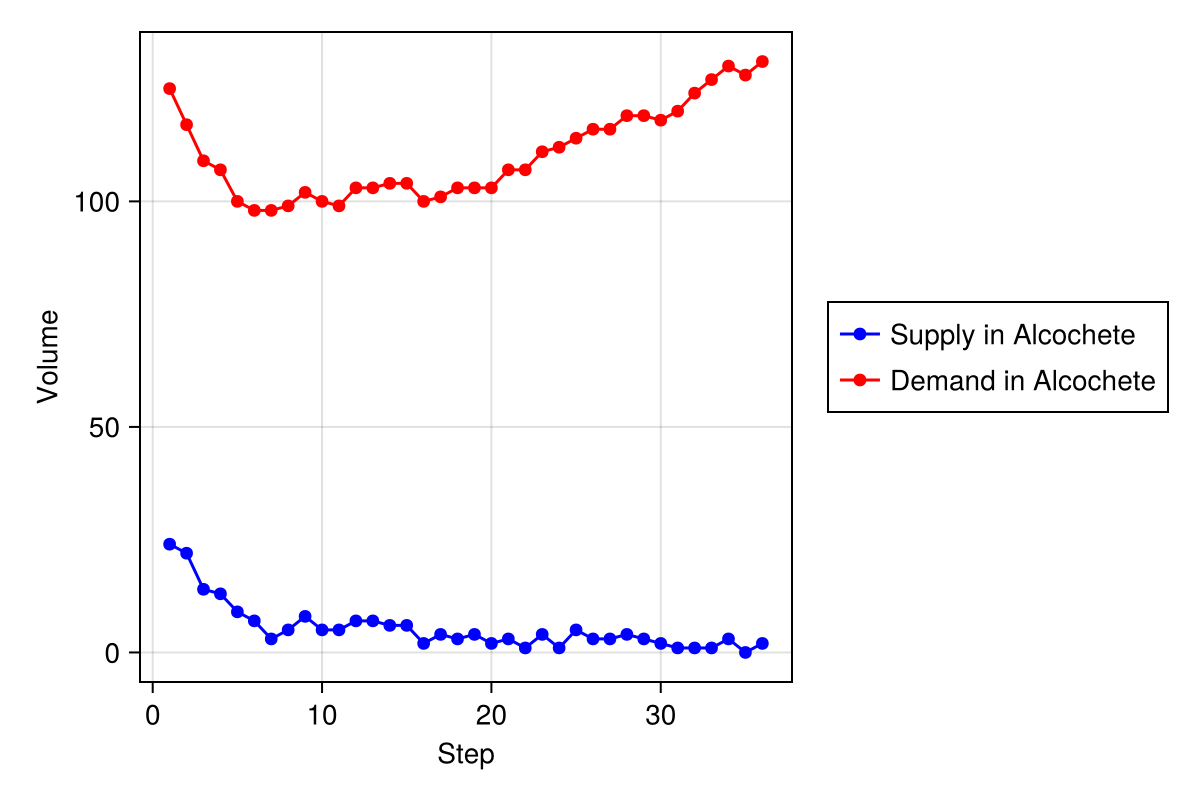 100
50
0
Volume
0 10 20 30
Step
Supply in Alcochete
Demand in Alcochete